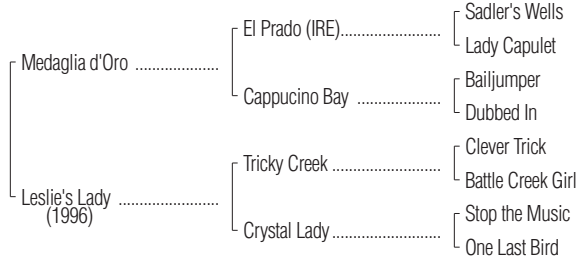 Sadler's Wells
El Prado (IRE)........................
Lady Capulet
Medaglia d'Oro .....................
Bailjumper
Cappucino Bay .....................
Dubbed In
Clever Trick
Tricky Creek ...........................
Battle Creek Girl
Leslie's Lady .........................
(1996)
Stop the Music
Crystal Lady ...........................
One Last Bird